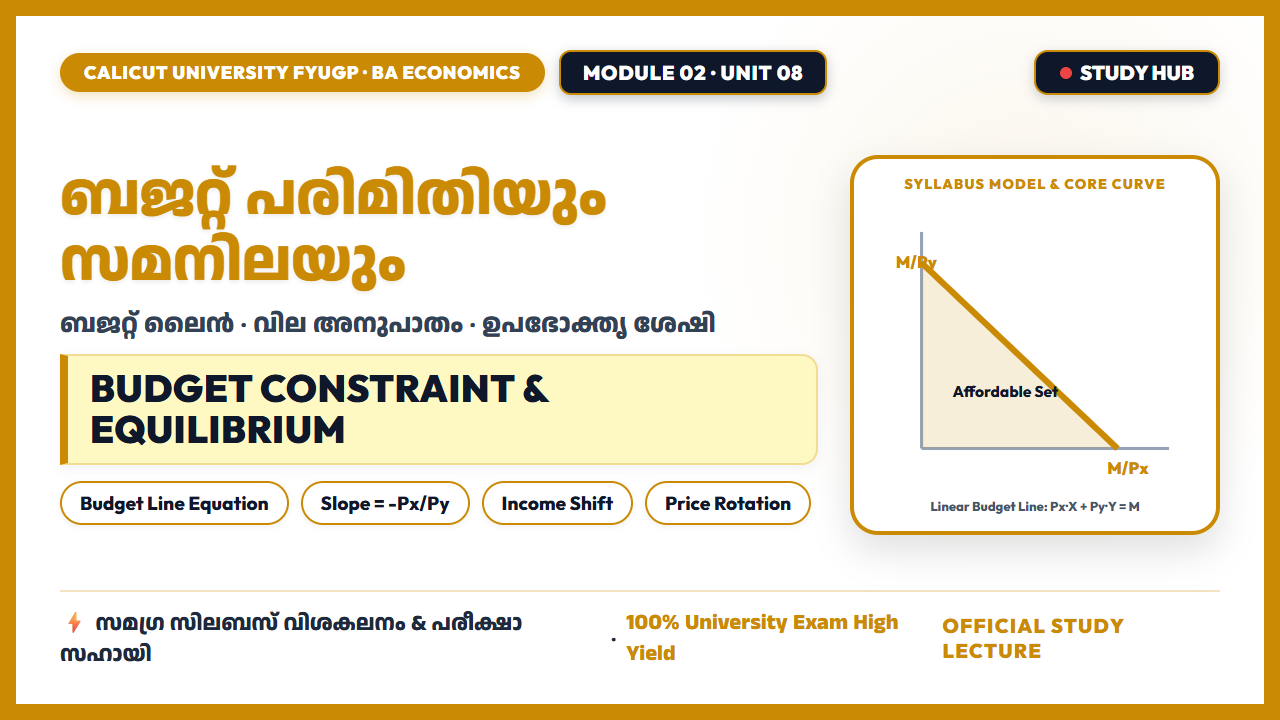 CALICUT UNIVERSITY FYUGP · BA ECONOMICS
MODULE 02 · UNIT 08
STUDY HUB
ബജറ്റ് പരിമിതിയും
സമനിലയും
ബജറ്റ് ലൈൻ · വില അനുപാതം · ഉപഭോക്തൃ ശേഷി
BUDGET CONSTRAINT &
EQUILIBRIUM
Budget Line Equation
Slope = -Px/Py
Income Shift
Price Rotation
SYLLABUS MODEL & CORE CURVE
M/Py
Affordable Set
M/Px
Linear Budget Line: Px·X + Py·Y = M
⚡ സമഗ്ര സിലബസ് വിശകലനം & പരീക്ഷാ
സഹായി
·
100% University Exam High
Yield
OFFICIAL STUDY
LECTURE